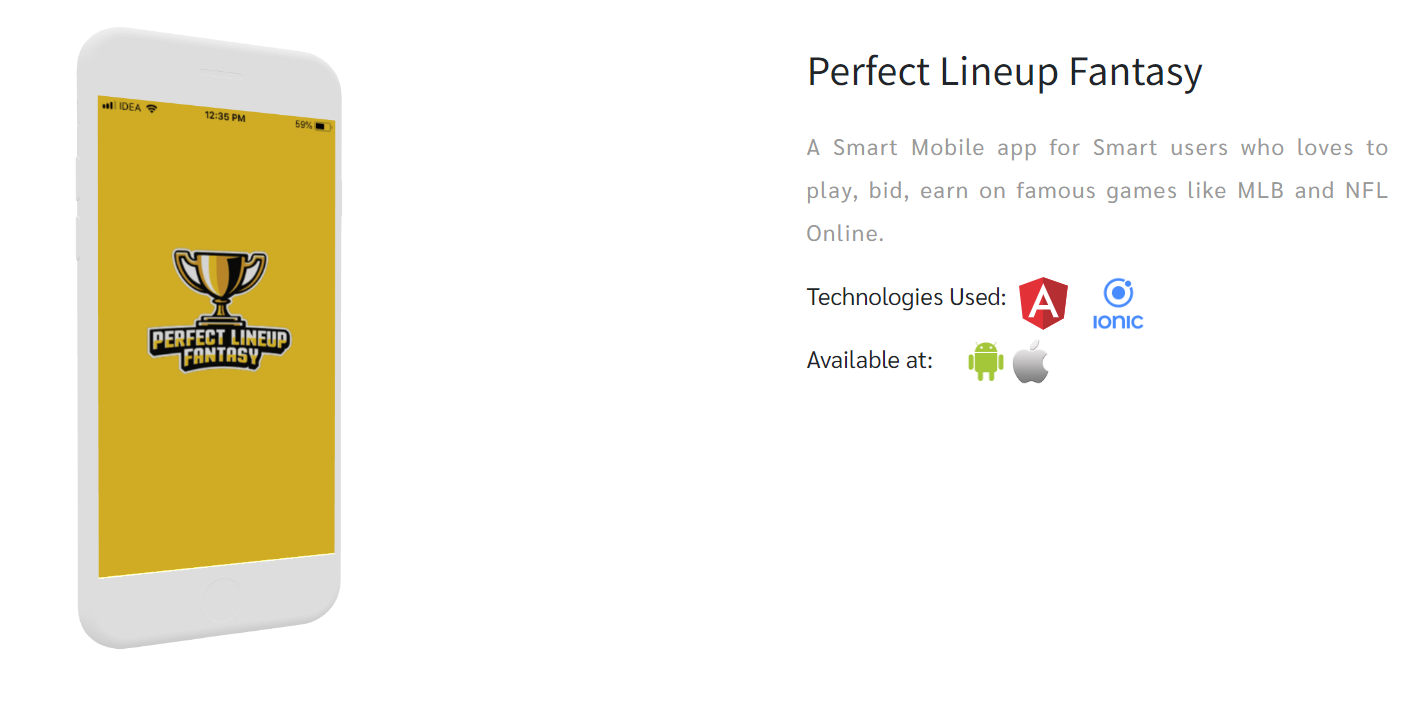 IDEA 12:35 PM 59%
PERFECT LINEUP
FANTASY
Perfect Lineup Fantasy
A Smart Mobile app for Smart users who loves to
play, bid, earn on famous games like MLB and NFL
Online.
Technologies Used: IONIC
Available at: